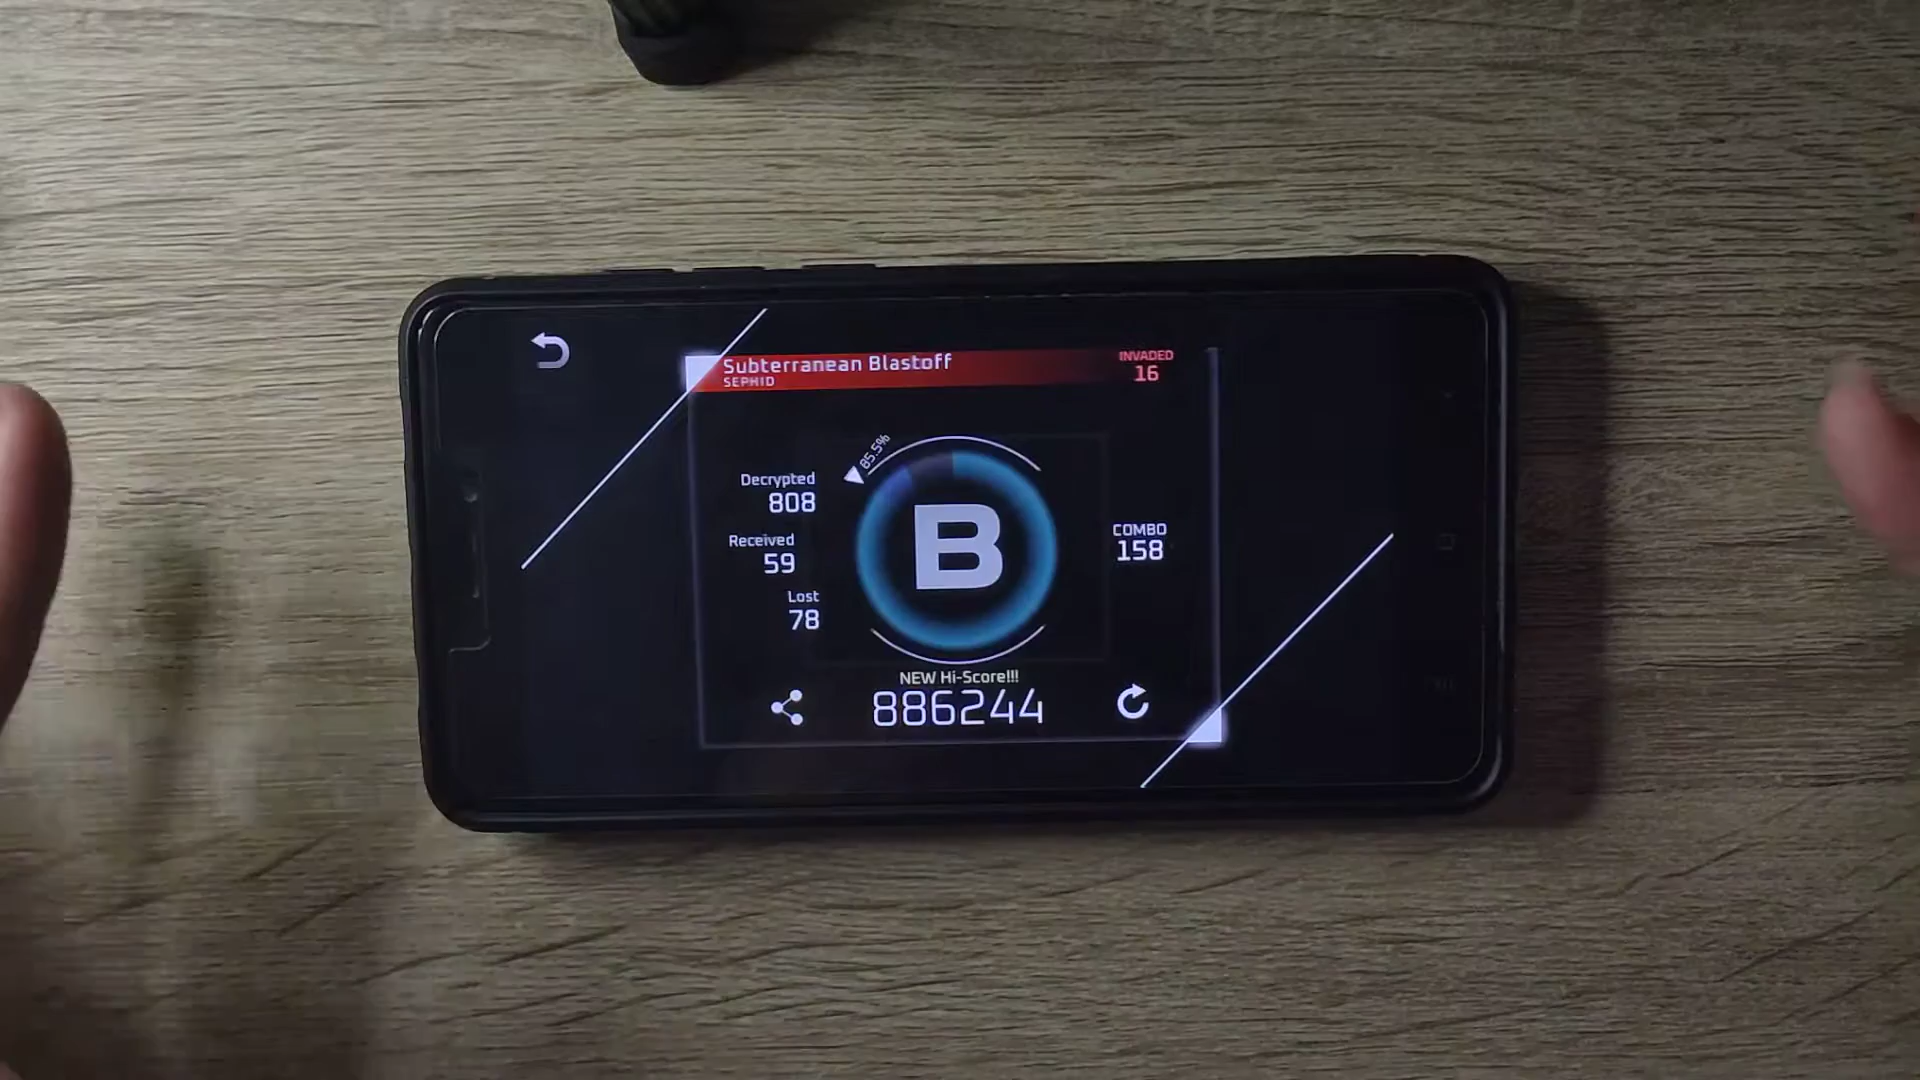 Subterranean Blastoff
SEPHID
INVADED
16
85.5%
Decrypted
808
Received
59
Lost
78
B
COMBO
158
NEW Hi-Score!!!
886244